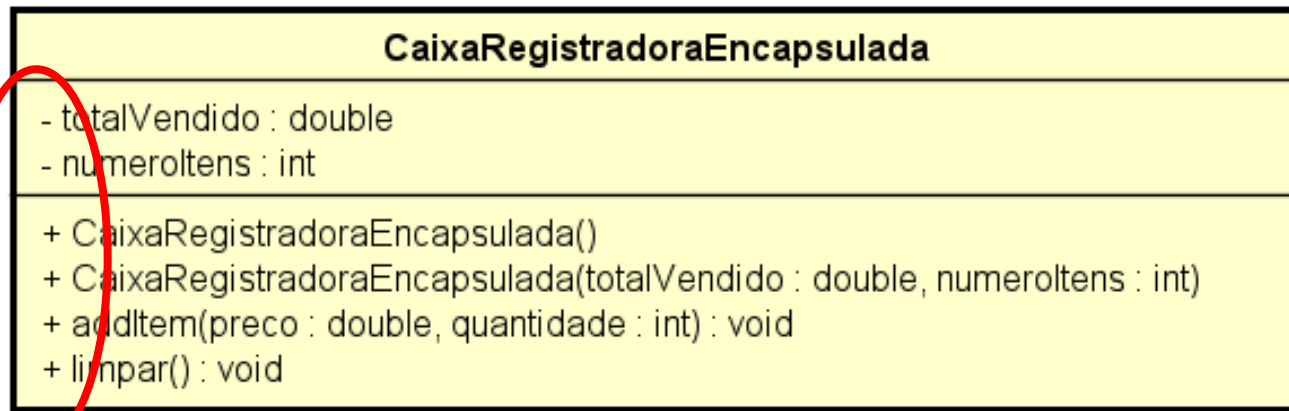 CaixaRegistradoraEncapsulada
- totalVendido : double
- numeroItens : int
+ CaixaRegistradoraEncapsulada()
+ CaixaRegistradoraEncapsulada(totalVendido : double, numeroItens : int)
+ addItem(preco : double, quantidade : int) : void
+ limpar() : void